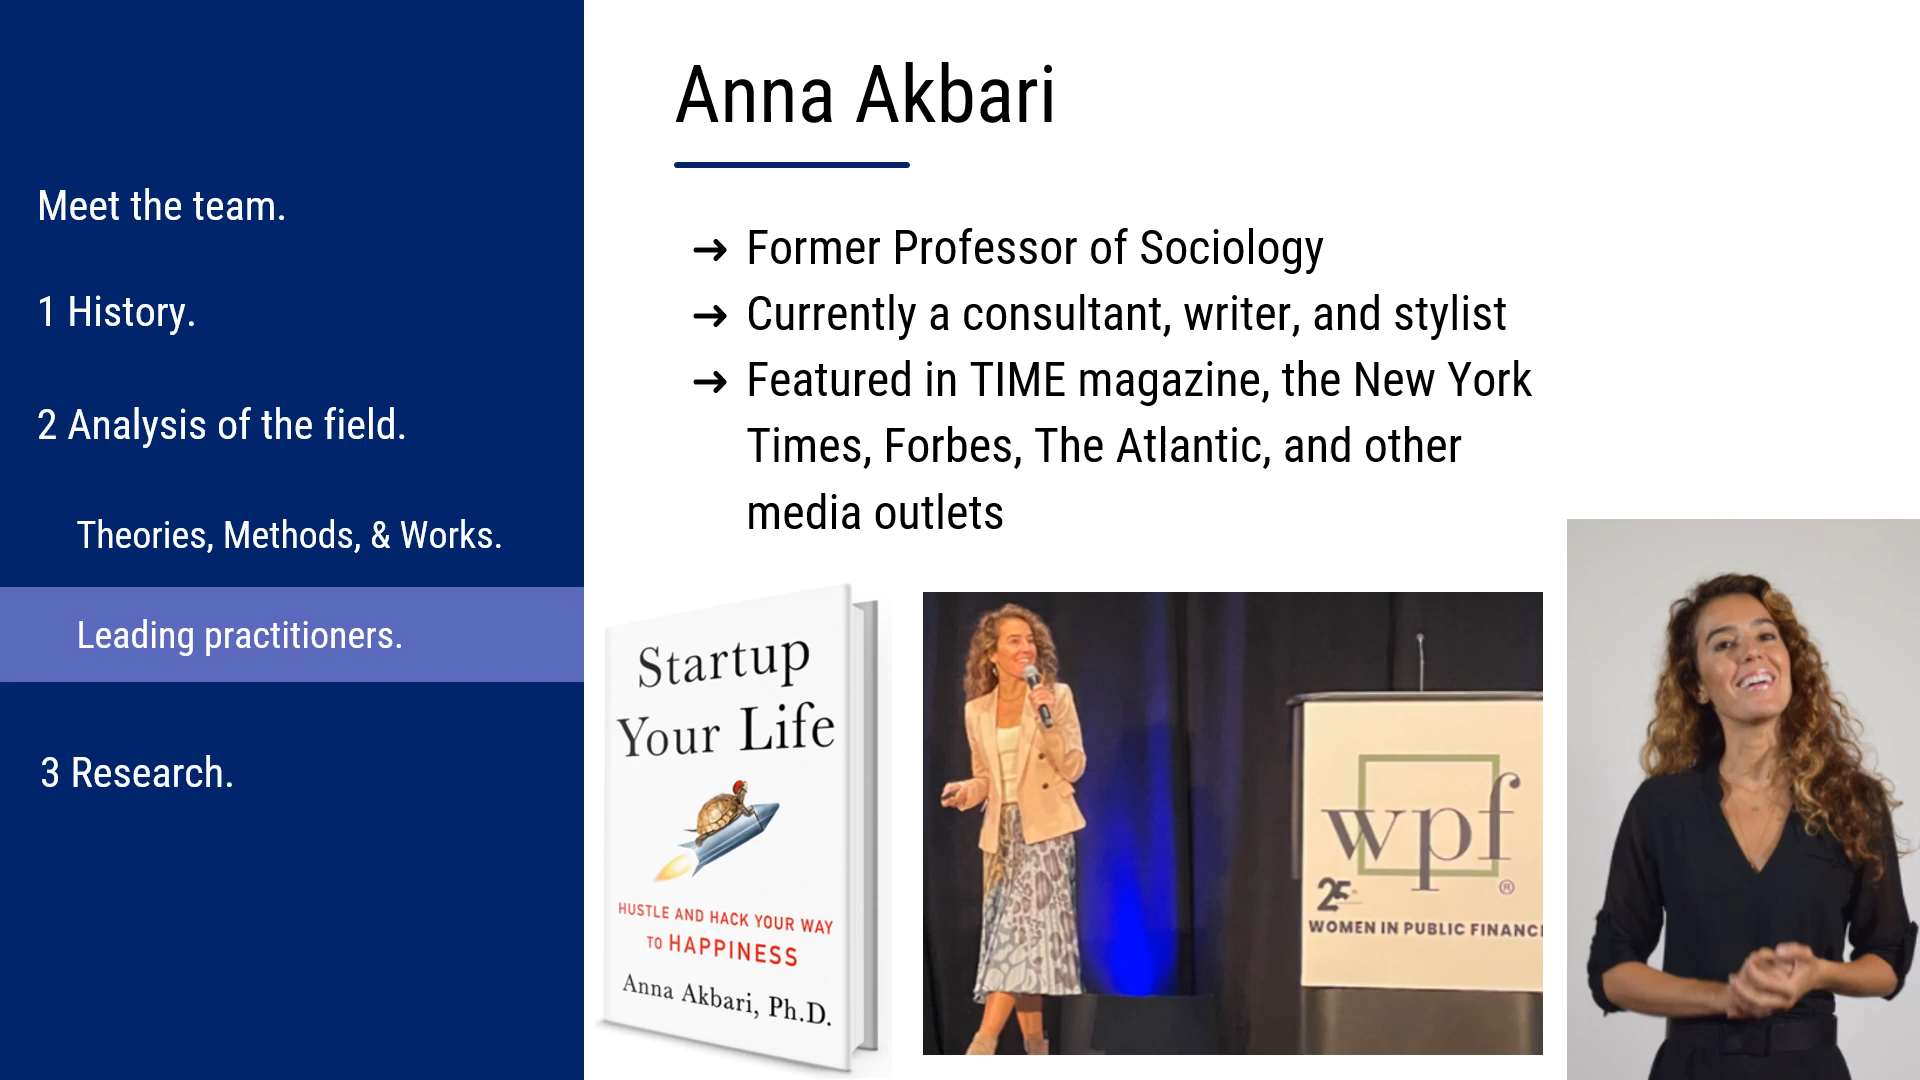 Meet the team.
1 History.
2 Analysis of the field.
Theories, Methods, & Works.
Leading practitioners.
3 Research.
Anna Akbari
→ Former Professor of Sociology
→ Currently a consultant, writer, and stylist
→ Featured in TIME magazine, the New York
Times, Forbes, The Atlantic, and other
media outlets
Startup
Your Life
HUSTLE AND HACK YOUR WAY
TO HAPPINESS
Anna Akbari, Ph.D.
wpf
®
25
WOMEN IN PUBLIC FINANC